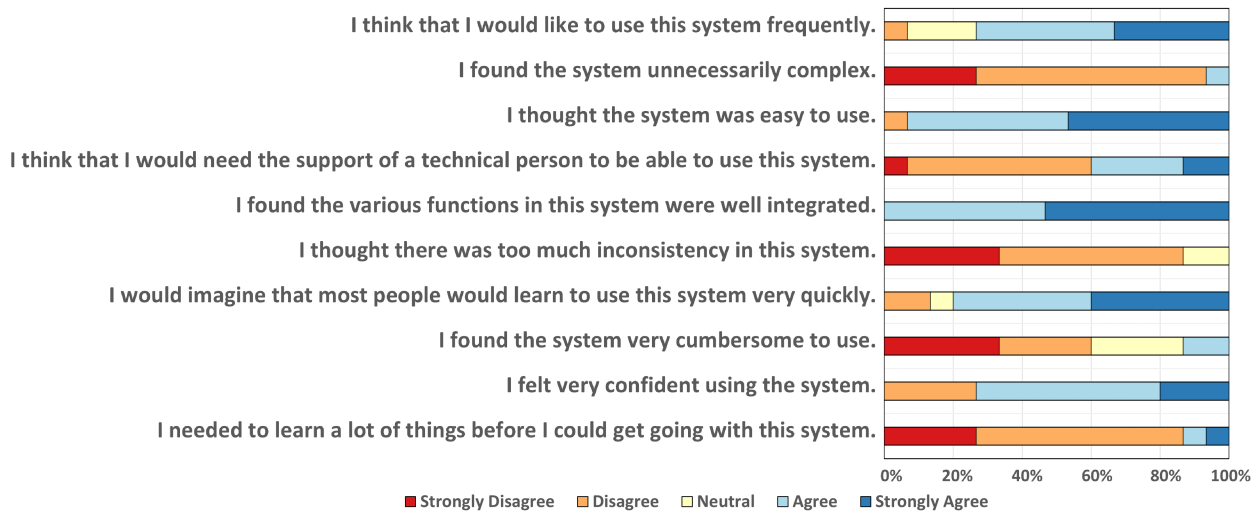 I think that I would like to use this system frequently.
I found the system unnecessarily complex.
I thought the system was easy to use.
I think that I would need the support of a technical person to be able to use this system.
I found the various functions in this system were well integrated.
I thought there was too much inconsistency in this system.
I would imagine that most people would learn to use this system very quickly.
I found the system very cumbersome to use.
I felt very confident using the system.
I needed to learn a lot of things before I could get going with this system.
0% 20% 40% 60% 80% 100%
Strongly Disagree Disagree Neutral Agree Strongly Agree